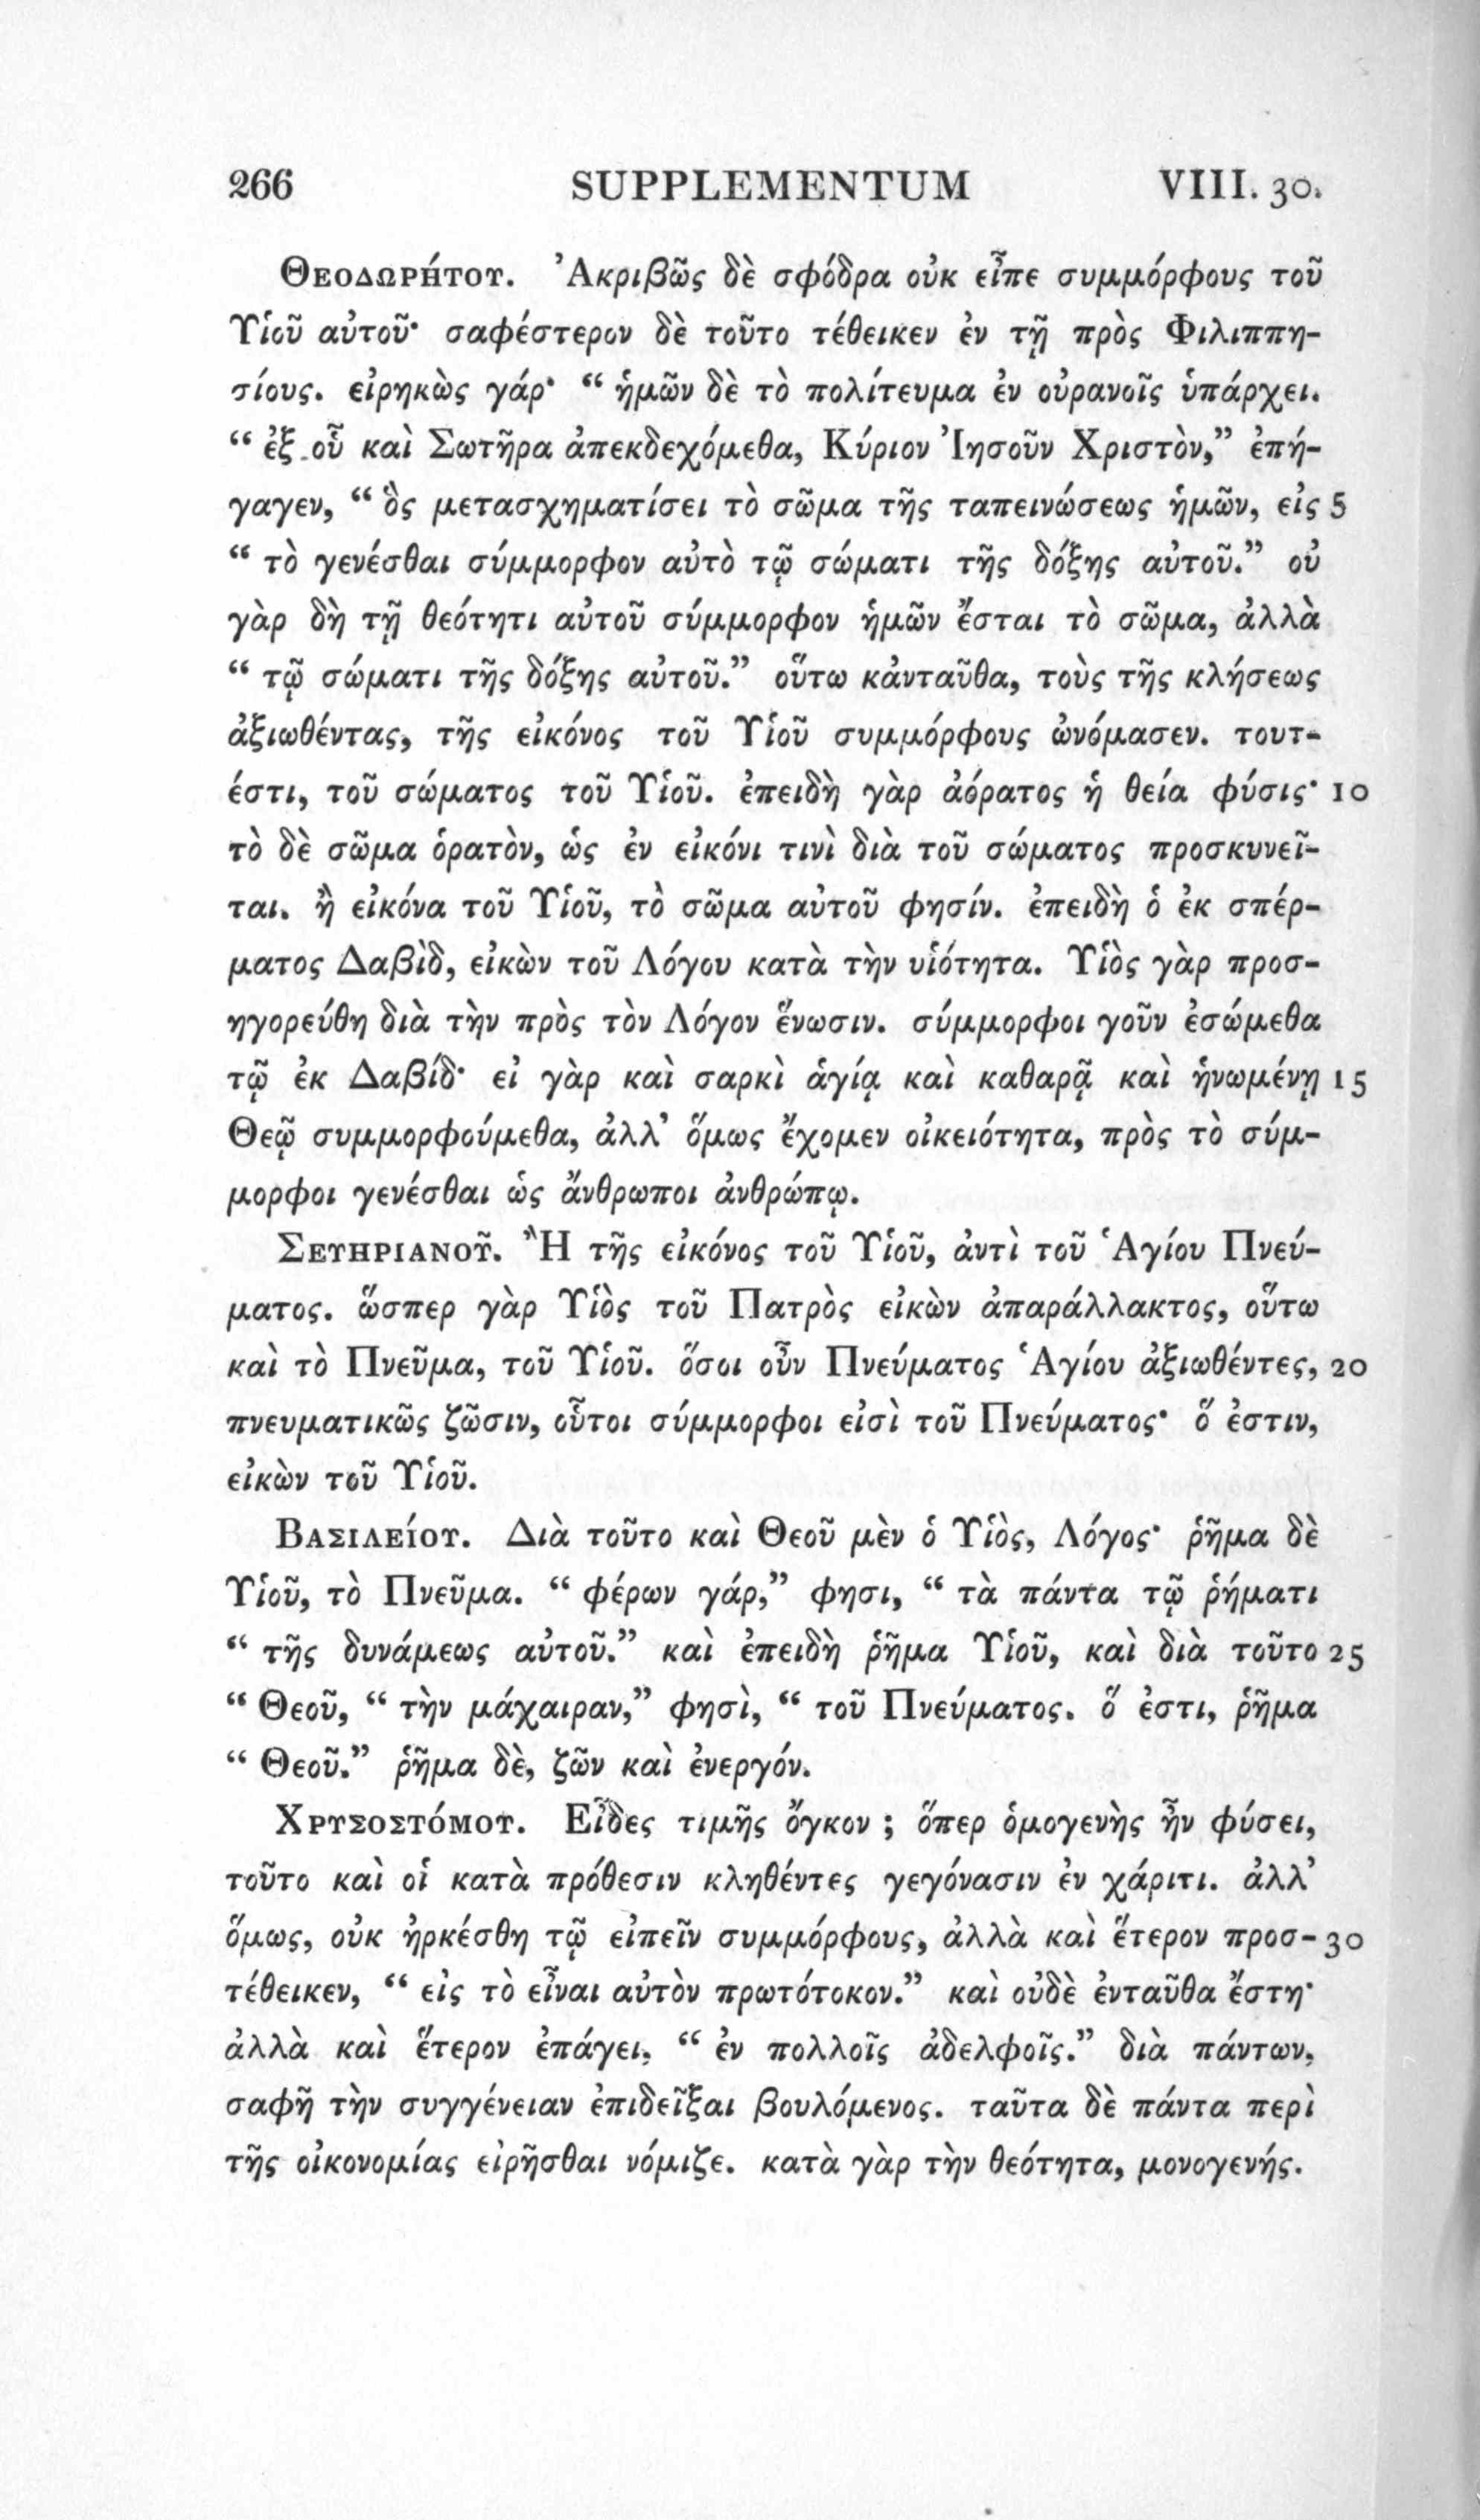 266 SUPPLEMENTUM VIII. 30.
Θεοδωρήτου. Ἀκριβῶς δὲ σφόδρα οὐκ εἶπε συμμόρφους τοῦ
Υἱοῦ αὐτοῦ· σαφέστερον δὲ τοῦτο τέθεικεν ἐν τῇ πρὸς Φιλιππη-
σίους. εἰρηκὼς γάρ· “ ἡμῶν δὲ τὸ πολίτευμα ἐν οὐρανοῖς ὑπάρχει.
“ ἐξ οὗ καὶ Σωτῆρα ἀπεκδεχόμεθα, Κύριον Ἰησοῦν Χριστὸν,” ἐπή-
γαγεν, “ ὃς μετασχηματίσει τὸ σῶμα τῆς ταπεινώσεως ἡμῶν, εἰς 5
“ τὸ γενέσθαι σύμμορφον αὐτὸ τῷ σώματι τῆς δόξης αὐτοῦ.” οὐ
γὰρ δὴ τῇ θεότητι αὐτοῦ σύμμορφον ἡμῶν ἔσται τὸ σῶμα, ἀλλὰ
“ τῷ σώματι τῆς δόξης αὐτοῦ.” οὕτω κἀνταῦθα, τοὺς τῆς κλήσεως
ἀξιωθέντας, τῆς εἰκόνος τοῦ Υἱοῦ συμμόρφους ὠνόμασεν. τουτ-
έστι, τοῦ σώματος τοῦ Υἱοῦ. ἐπειδὴ γὰρ ἀόρατος ἡ θεία φύσις· 10
τὸ δὲ σῶμα ὁρατὸν, ὡς ἐν εἰκόνι τινὶ διὰ τοῦ σώματος προσκυνεῖ-
ται. ἢ εἰκόνα τοῦ Υἱοῦ, τὸ σῶμα αὐτοῦ φησίν. ἐπειδὴ ὁ ἐκ σπέρ-
ματος Δαβὶδ, εἰκὼν τοῦ Λόγου κατὰ τὴν υἱότητα. Υἱὸς γὰρ προσ-
ηγορεύθη διὰ τὴν πρὸς τὸν Λόγον ἕνωσιν. σύμμορφοι γοῦν ἐσώμεθα
τῷ ἐκ Δαβίδ· εἰ γὰρ καὶ σαρκὶ ἁγίᾳ καὶ καθαρᾷ καὶ ἡνωμένῃ 15
Θεῷ συμμορφούμεθα, ἀλλ’ ὅμως ἔχομεν οἰκειότητα, πρὸς τὸ σύμ-
μορφοι γενέσθαι ὡς ἄνθρωποι ἀνθρώπῳ.
Σευηριανοῦ. Ἢ τῆς εἰκόνος τοῦ Υἱοῦ, ἀντὶ τοῦ Ἁγίου Πνεύ-
ματος. ὥσπερ γὰρ Υἱὸς τοῦ Πατρὸς εἰκὼν ἀπαράλλακτος, οὕτω
καὶ τὸ Πνεῦμα, τοῦ Υἱοῦ. ὅσοι οὖν Πνεύματος Ἁγίου ἀξιωθέντες, 20
πνευματικῶς ζῶσιν, οὗτοι σύμμορφοι εἰσὶ τοῦ Πνεύματος· ὅ ἐστιν,
εἰκὼν τοῦ Υἱοῦ.
Βασιλείου. Διὰ τοῦτο καὶ Θεοῦ μὲν ὁ Υἱὸς, Λόγος· ῥῆμα δὲ
Υἱοῦ, τὸ Πνεῦμα. “ φέρων γάρ,” φησι, “ τὰ πάντα τῷ ῥήματι
“ τῆς δυνάμεως αὐτοῦ.” καὶ ἐπειδὴ ῥῆμα Υἱοῦ, καὶ διὰ τοῦτο 25
“ Θεοῦ, “ τὴν μάχαιραν,” φησὶ, “ τοῦ Πνεύματος. ὅ ἐστι, ῥῆμα
“ Θεοῦ.” ῥῆμα δὲ, ζῶν καὶ ἐνεργόν.
Χρυσοστόμου. Εἶδες τιμῆς ὄγκον ; ὅπερ ὁμογενὴς ἦν φύσει,
τοῦτο καὶ οἱ κατὰ πρόθεσιν κληθέντες γεγόνασιν ἐν χάριτι. ἀλλ’
ὅμως, οὐκ ἠρκέσθη τῷ εἰπεῖν συμμόρφους, ἀλλὰ καὶ ἕτερον προσ- 30
τέθεικεν, “ εἰς τὸ εἶναι αὐτὸν πρωτότοκον.” καὶ οὐδὲ ἐνταῦθα ἔστη·
ἀλλὰ καὶ ἕτερον ἐπάγει, “ ἐν πολλοῖς ἀδελφοῖς.” διὰ πάντων,
σαφῆ τὴν συγγένειαν ἐπιδεῖξαι βουλόμενος. ταῦτα δὲ πάντα περὶ
τῆς οἰκονομίας εἰρῆσθαι νόμιζε. κατὰ γὰρ τὴν θεότητα, μονογενής.